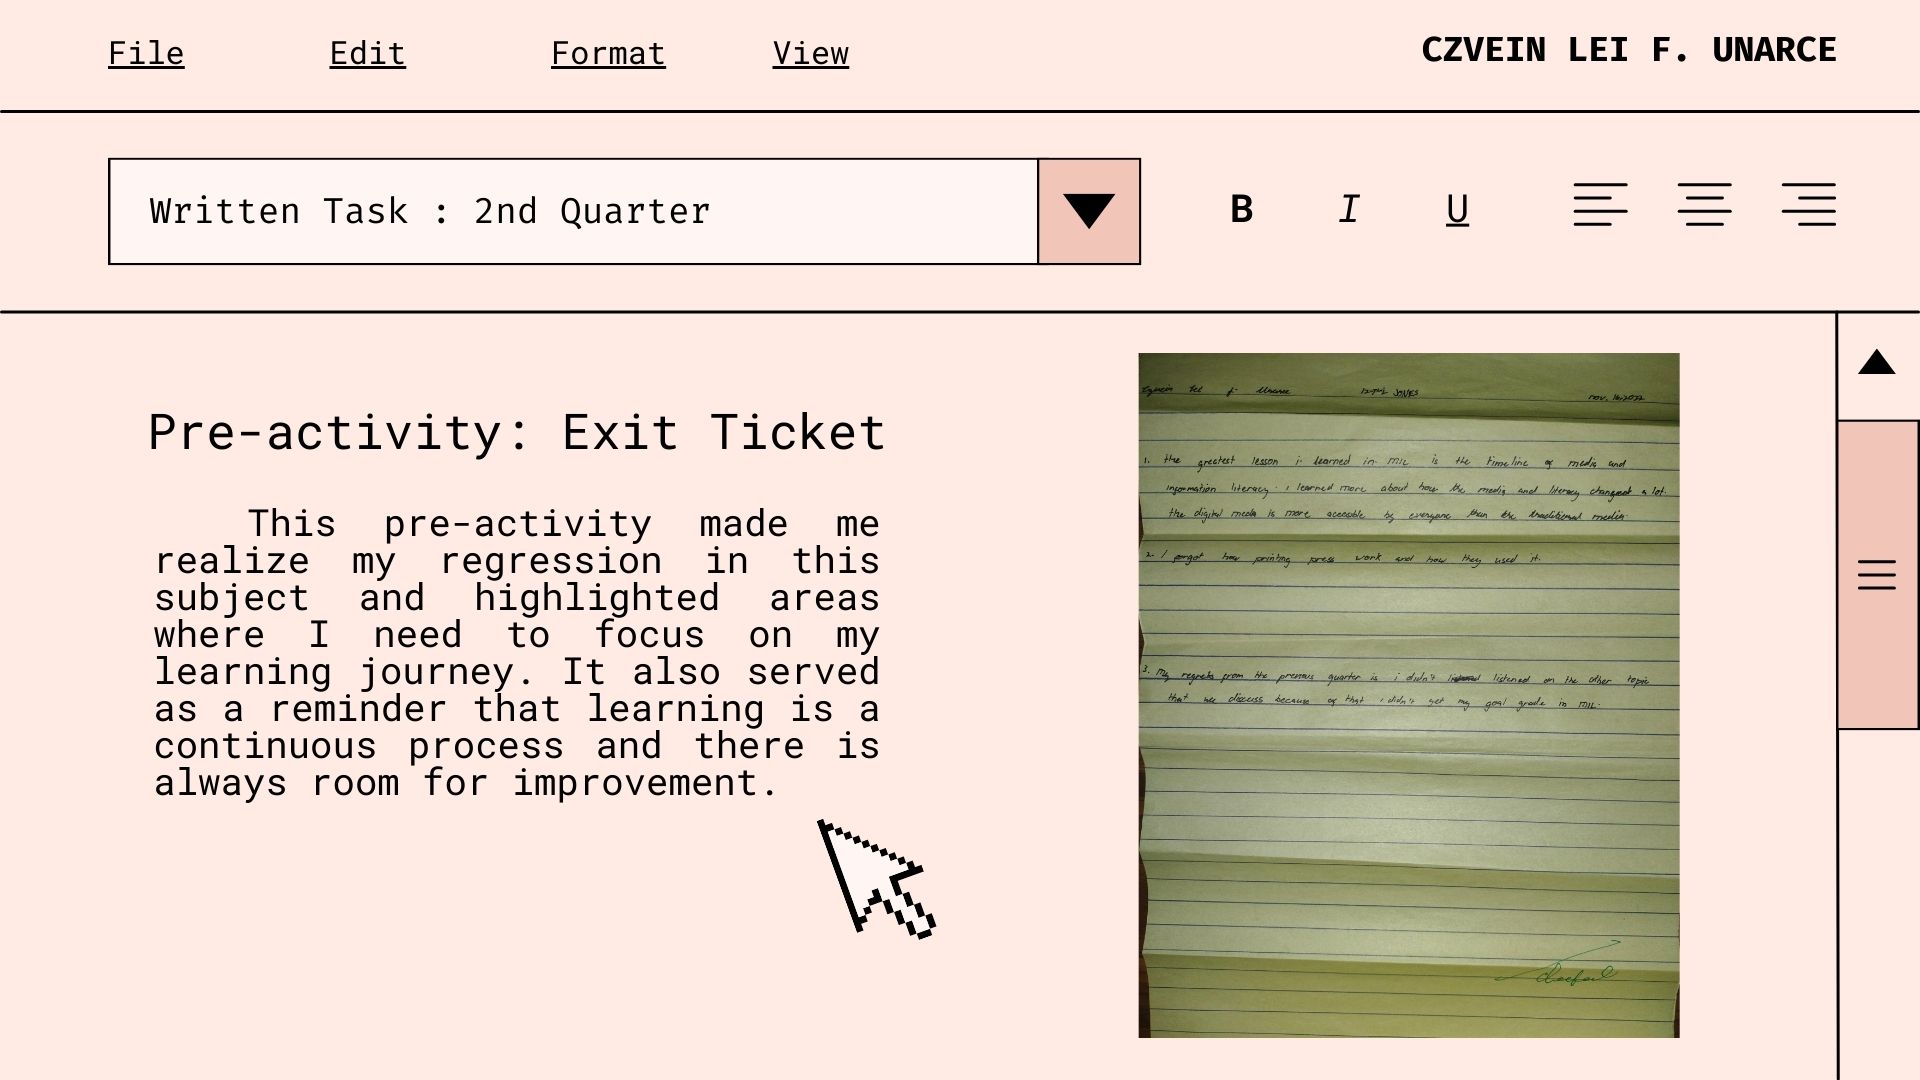 File Edit Format View CZVEIN LEI F. UNARCE
Written Task : 2nd Quarter B I U
Pre-activity: Exit Ticket
This pre-activity made me
realize my regression in this
subject and highlighted areas
where I need to focus on my
learning journey. It also served
as a reminder that learning is a
continuous process and there is
always room for improvement.
Czvein Lei f. Unarce JONES nov. 16, 2022
1. the greatest lesson i learned in MIL is the timeline of media and
information literacy. i learned more about how the media and literacy changed a lot.
the digital media is more accesible by everyone than the traditional media.
2. I forgot how printing press work and how they used it.
3. My regrets from the previous quarter is i didn't listened on the other topic
that we discuss because of that i didn't get my goal grade in MIL.